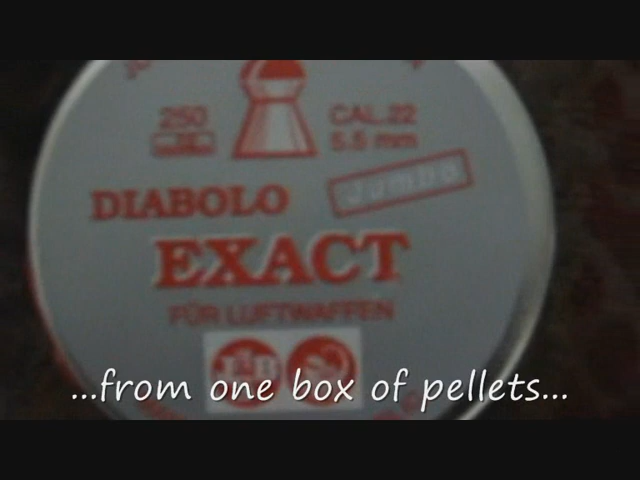 250
CAL.22
5.5 mm
DIABOLO
Jumbo
EXACT
FÜR LUFTWAFFEN
...from one box of pellets...